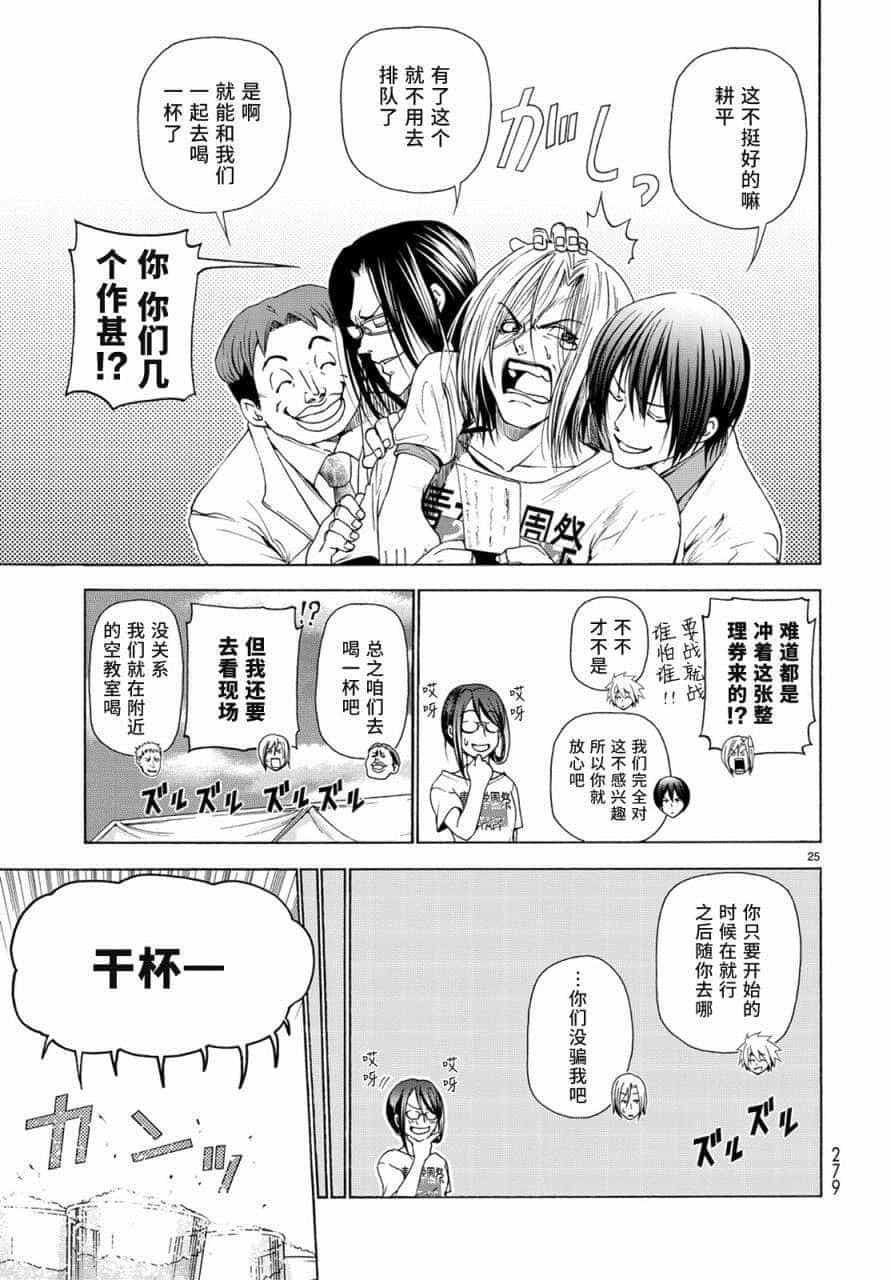 这不挺好的嘛
耕平
がしっ
有了这个
就不用去
排队了
是啊
就能和我们
一起去喝
一杯了
你 你们几
个作甚!?
難道都是
冲着这张整
理券来的!?
要战就战
谁怕谁!!
不不
才不是
我们完全对
这不感兴趣
所以你就
放心吧
哎呀
哎呀
总之咱们去
喝一杯吧
!?
但我还要
去看现场
没关系
我们就在附近
的空教室喝
ズルズルズル
25
你只要开始的
时候在就行
之后随你去哪
…你们没骗我吧
哎呀
哎呀
ズルズル
干杯—
カンッ
279